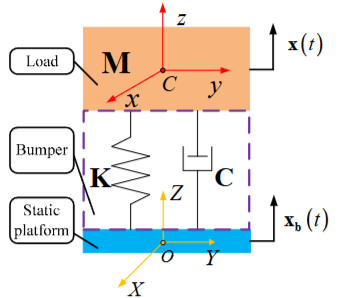 z
x(t)
Load
M
C
y
x
Bumper
K
C
Static
platform
Z
x_b(t)
O
Y
X